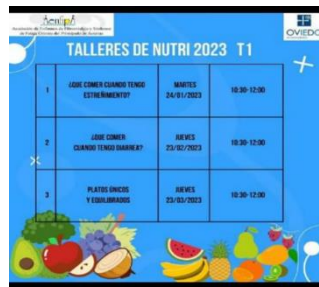 Aenfipa
OVIEDO
TALLERES DE NUTRI 2023 T1
1
¿QUE COMER CUANDO TENGO
ESTREÑIMIENTO?
MARTES
24/01/2023
10:30-12:00
2
¿QUE COMER
CUANDO TENGO DIARREA?
JUEVES
23/02/2023
10:30-12:00
3
PLATOS ÚNICOS
Y EQUILIBRADOS
JUEVES
23/03/2023
10:30-12:00